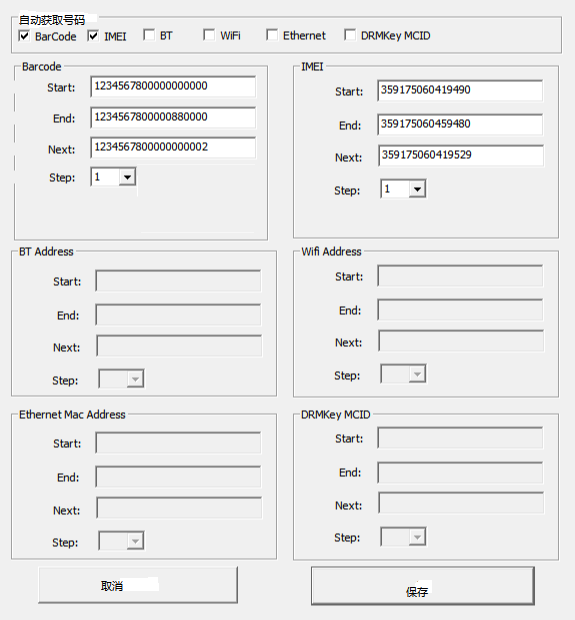 自动获取号码
BarCode IMEI BT WiFi Ethernet DRMKey MCID
Barcode
Start: 1234567800000000000
End: 1234567800000880000
Next: 1234567800000000002
Step: 1
IMEI
Start: 359175060419490
End: 359175060459480
Next: 359175060419529
Step: 1
BT Address
Start:
End:
Next:
Step:
Wifi Address
Start:
End:
Next:
Step:
Ethernet Mac Address
Start:
End:
Next:
Step:
DRMKey MCID
Start:
End:
Next:
Step:
取消
保存